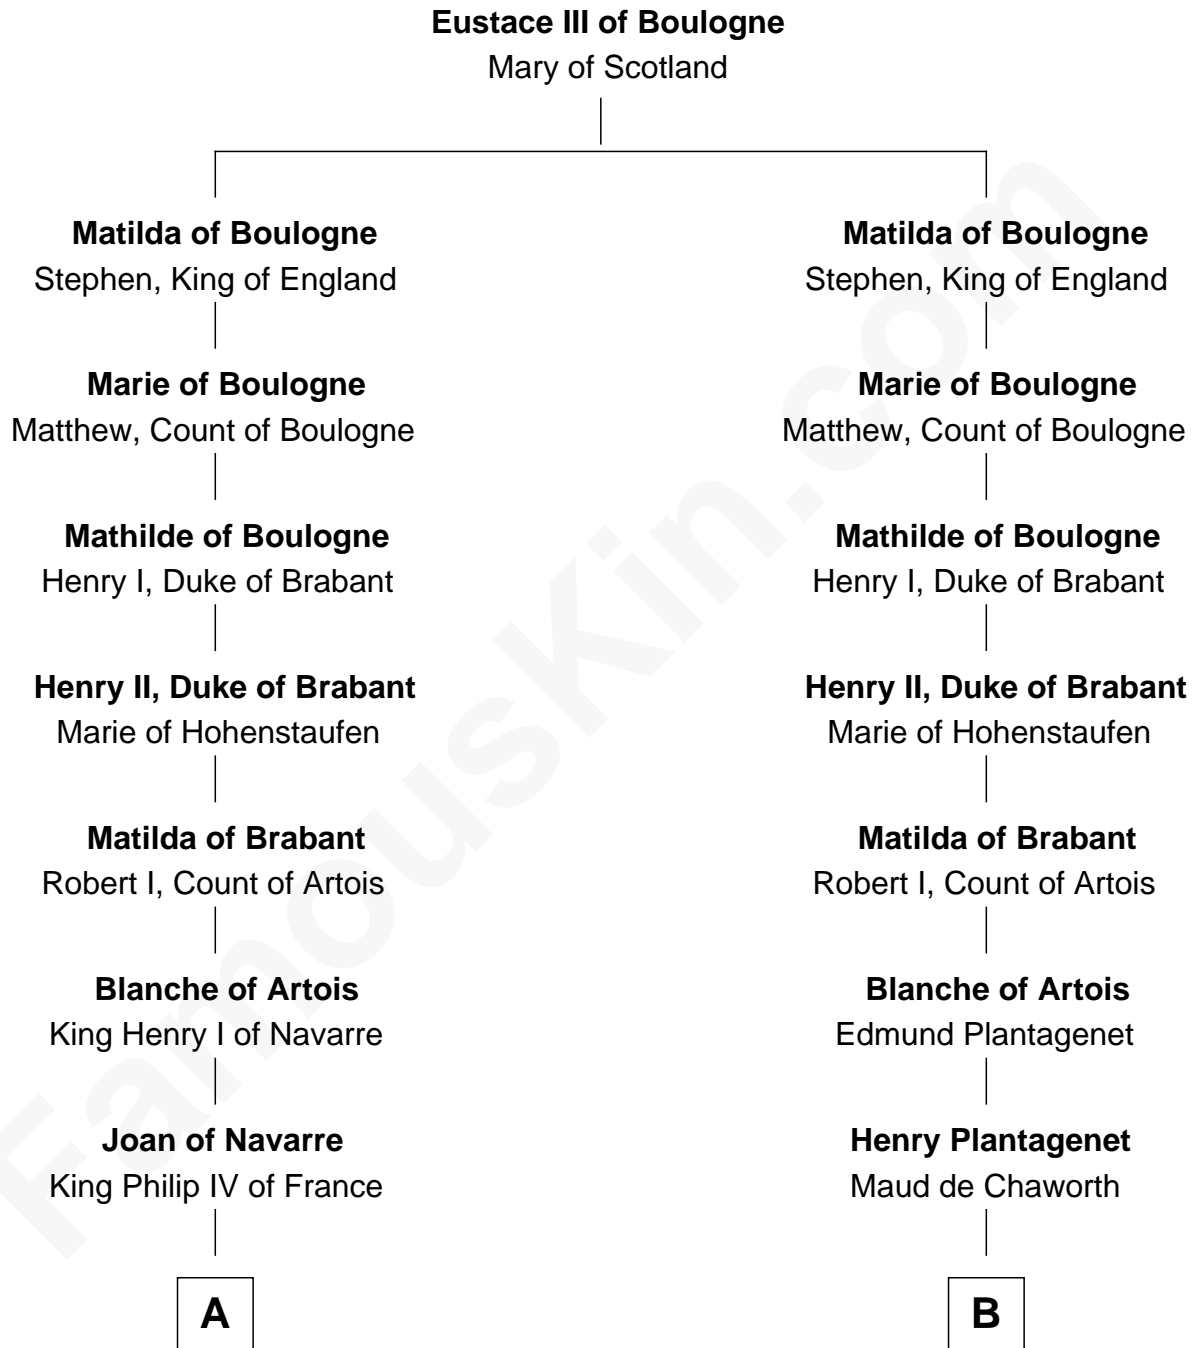 Eustace III of Boulogne
Mary of Scotland
Matilda of Boulogne
Stephen, King of England
Marie of Boulogne
Matthew, Count of Boulogne
Mathilde of Boulogne
Henry I, Duke of Brabant
Henry II, Duke of Brabant
Marie of Hohenstaufen
Matilda of Brabant
Robert I, Count of Artois
Blanche of Artois
King Henry I of Navarre
Joan of Navarre
King Philip IV of France
A
Matilda of Boulogne
Stephen, King of England
Marie of Boulogne
Matthew, Count of Boulogne
Mathilde of Boulogne
Henry I, Duke of Brabant
Henry II, Duke of Brabant
Marie of Hohenstaufen
Matilda of Brabant
Robert I, Count of Artois
Blanche of Artois
Edmund Plantagenet
Henry Plantagenet
Maud de Chaworth
B
FamousKin.com